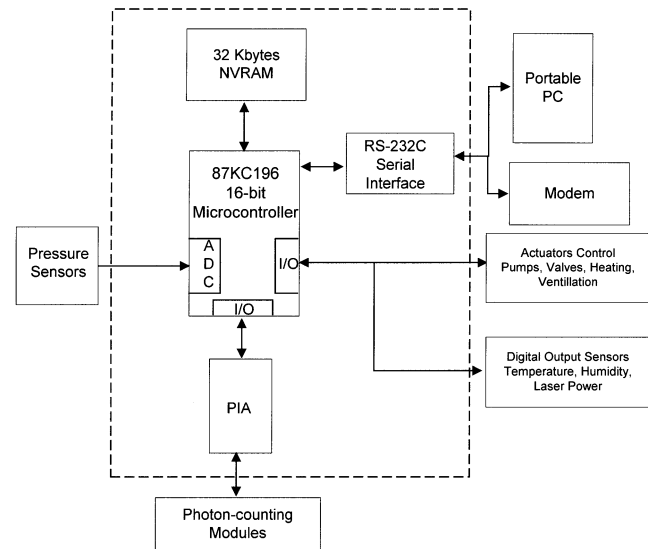 32 Kbytes
NVRAM
Portable
PC
RS-232C
Serial
Interface
87KC196
16-bit
Microcontroller
Modem
Pressure
Sensors
A
D
C
I/O
I/O
Actuators Control
Pumps, Valves, Heating,
Ventillation
Digital Output Sensors
Temperature, Humidity,
Laser Power
PIA
Photon-counting
Modules